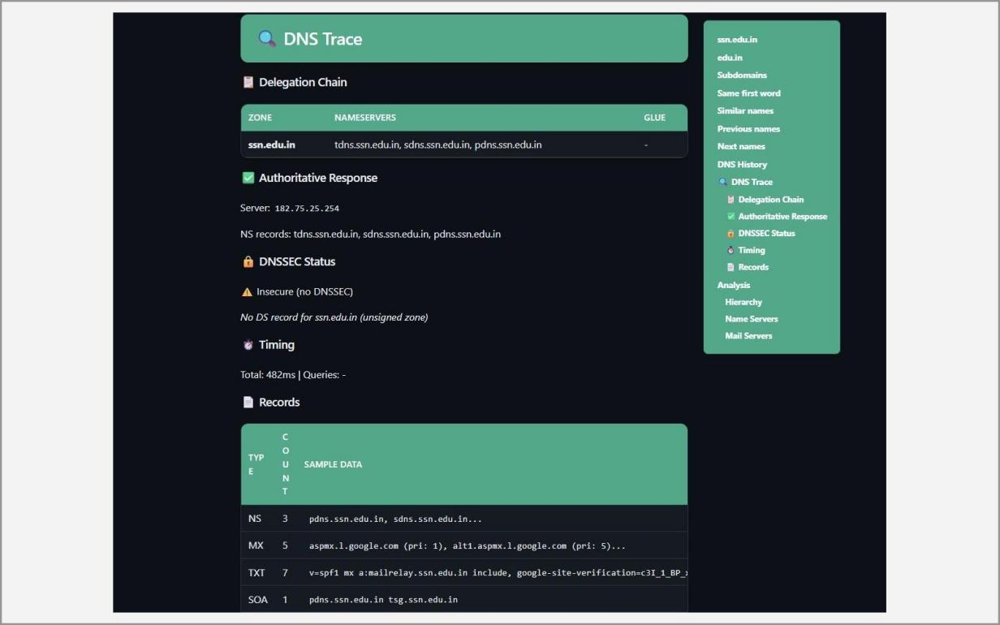 DNS Trace
Delegation Chain
ZONE NAMESERVERS GLUE
ssn.edu.in tdns.ssn.edu.in, sdns.ssn.edu.in, pdns.ssn.edu.in -
Authoritative Response
Server: 182.75.25.254
NS records: tdns.ssn.edu.in, sdns.ssn.edu.in, pdns.ssn.edu.in
DNSSEC Status
Insecure (no DNSSEC)
No DS record for ssn.edu.in (unsigned zone)
Timing
Total: 482ms | Queries: -
Records
TYPE COUNT SAMPLE DATA
NS 3 pdns.ssn.edu.in, sdns.ssn.edu.in...
MX 5 aspmx.l.google.com (pri: 1), alt1.aspmx.l.google.com (pri: 5)...
TXT 7 v=spf1 mx a:mailrelay.ssn.edu.in include, google-site-verification=c3I_1_BP_
SOA 1 pdns.ssn.edu.in tsg.ssn.edu.in
ssn.edu.in
edu.in
Subdomains
Same first word
Similar names
Previous names
Next names
DNS History
DNS Trace
Delegation Chain
Authoritative Response
DNSSEC Status
Timing
Records
Analysis
Hierarchy
Name Servers
Mail Servers